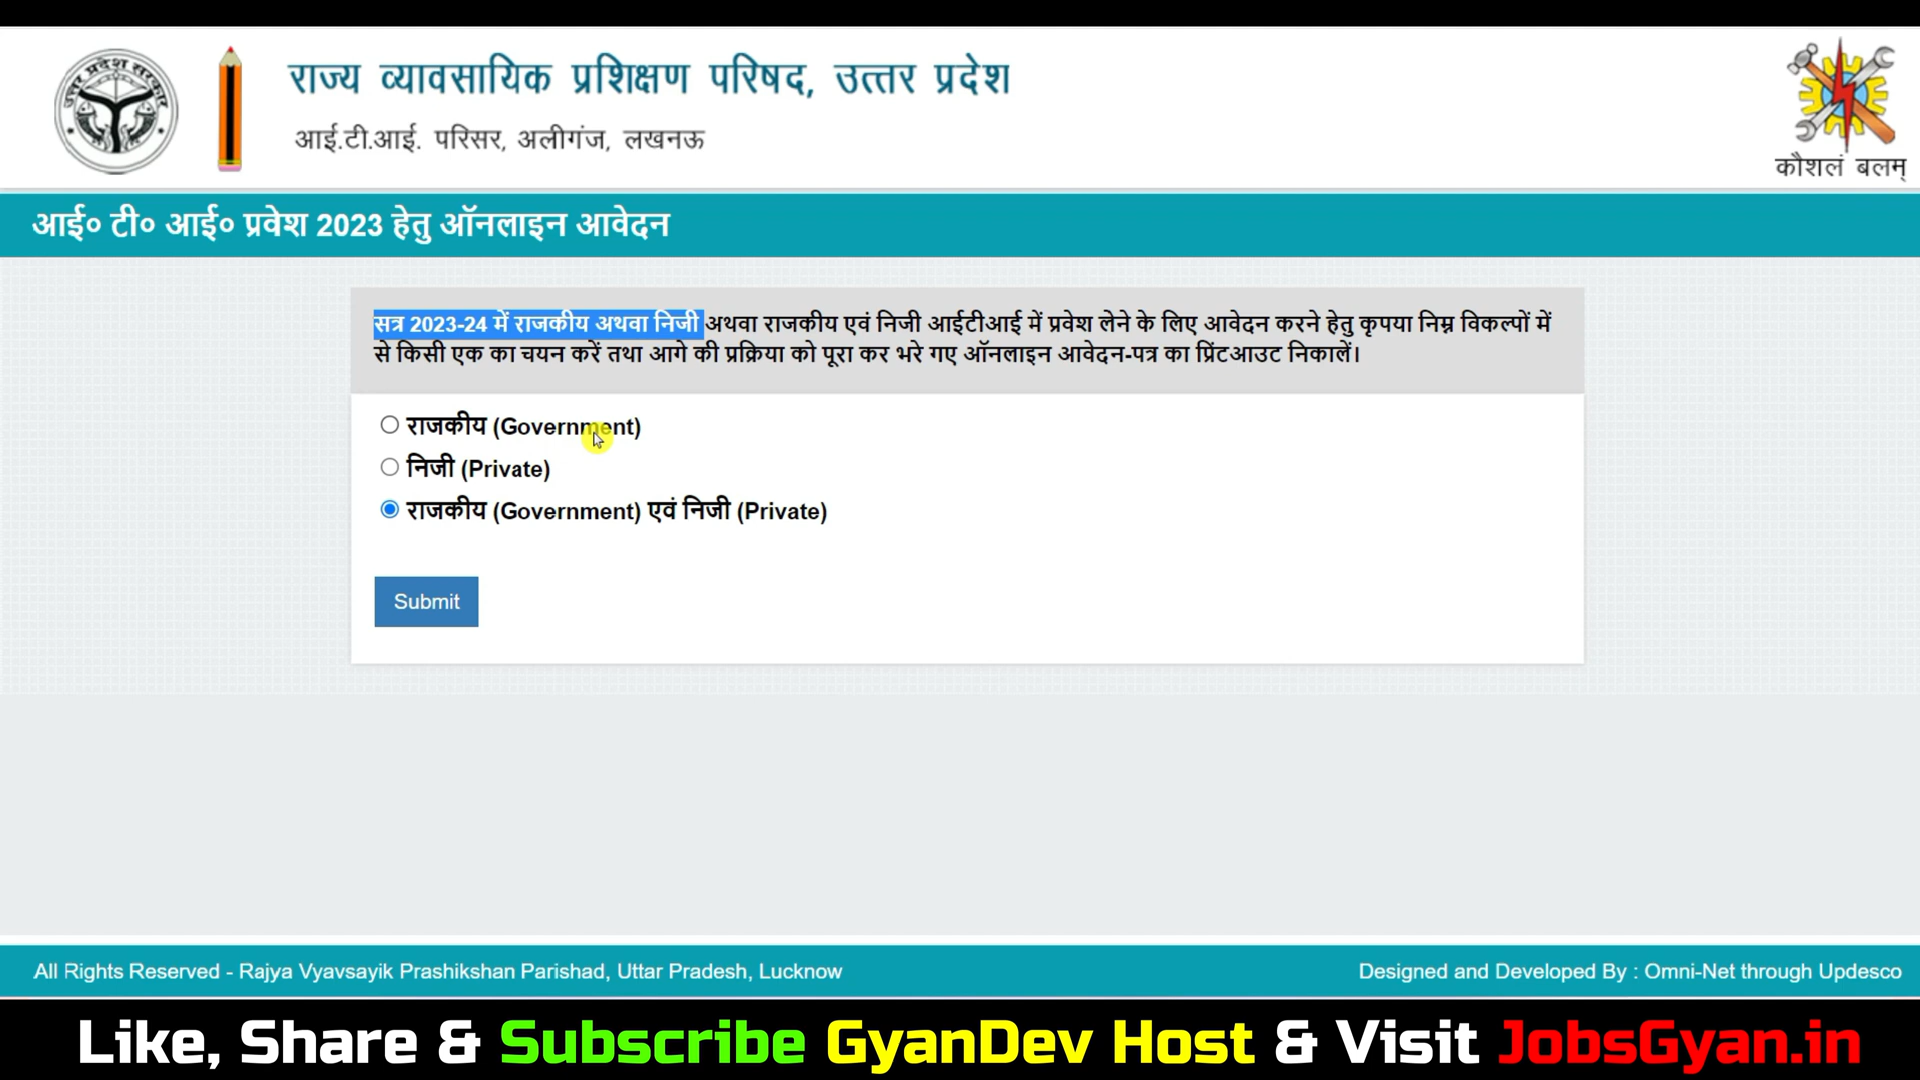 उत्तर प्रदेश सरकार
राज्य व्यावसायिक प्रशिक्षण परिषद, उत्तर प्रदेश
आई.टी.आई. परिसर, अलीगंज, लखनऊ
कौशलं बलम्
आई० टी० आई० प्रवेश 2023 हेतु ऑनलाइन आवेदन
सत्र 2023-24 में राजकीय अथवा निजी अथवा राजकीय एवं निजी आईटीआई में प्रवेश लेने के लिए आवेदन करने हेतु कृपया निम्न विकल्पों में
से किसी एक का चयन करें तथा आगे की प्रक्रिया को पूरा कर भरे गए ऑनलाइन आवेदन-पत्र का प्रिंटआउट निकालें।
राजकीय (Government)
निजी (Private)
राजकीय (Government) एवं निजी (Private)
Submit
All Rights Reserved - Rajya Vyavsayik Prashikshan Parishad, Uttar Pradesh, Lucknow
Designed and Developed By : Omni-Net through Updesco
Like, Share & Subscribe GyanDev Host & Visit JobsGyan.in